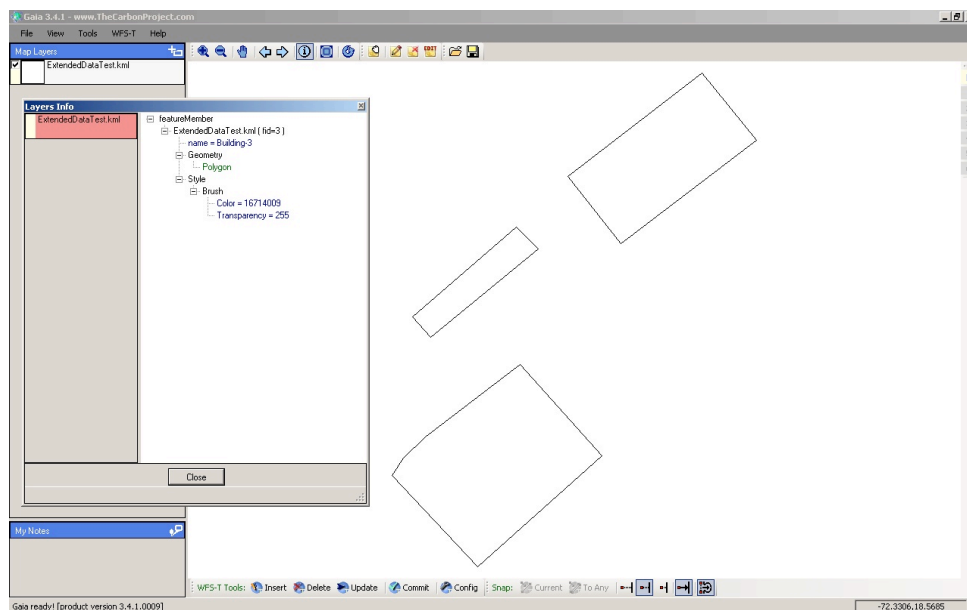 Gaia 3.4.1 - www.TheCarbonProject.com
File View Tools WFS-T Help
Map Layers
ExtendedDataTest.kml
Layers Info
ExtendedDataTest.kml
featureMember
ExtendedDataTest.kml ( fid=3 )
name = Building-3
Geometry
Polygon
Style
Brush
Color = 16714009
Transparency = 255
Close
My Notes
WFS-T Tools: Insert Delete Update Commit EDIT Config Snap: Current To Any
Gaia ready! [product version 3.4.1.0009]
-72.3306,18.5685